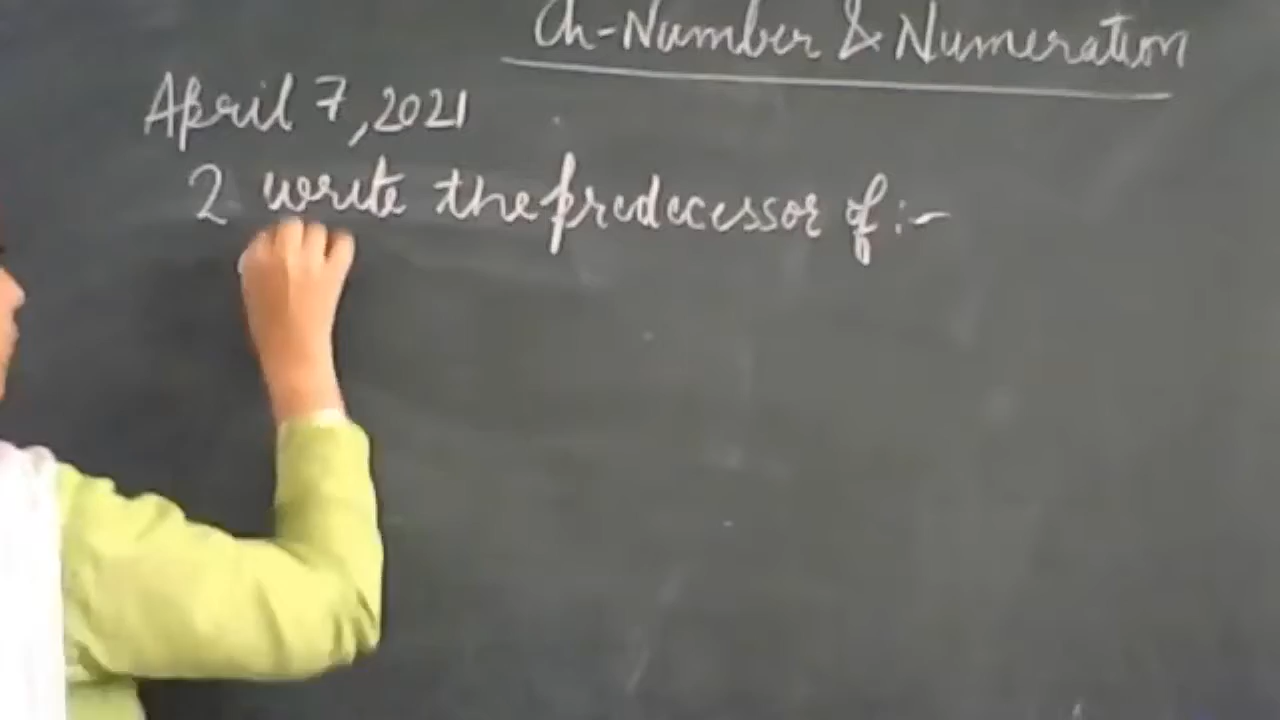 Ch-Number & Numeration
April 7, 2021
2 write the predecessor of :-